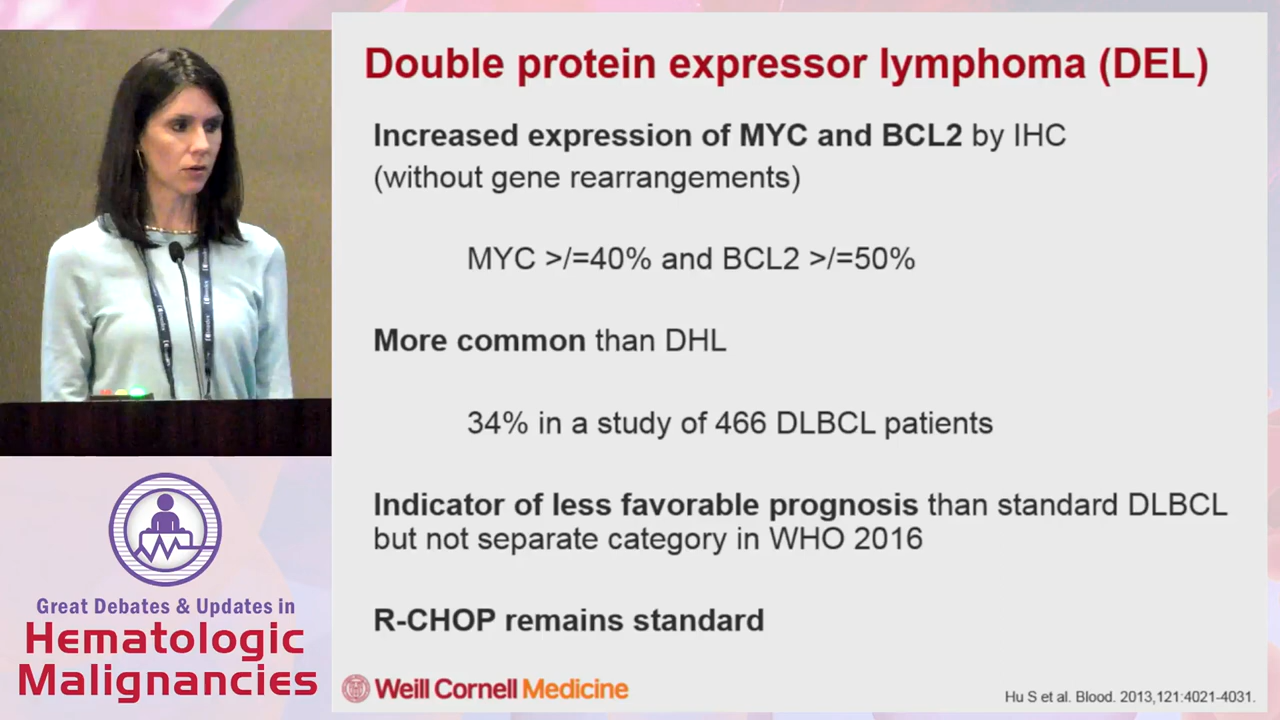 Double protein expressor lymphoma (DEL)
Increased expression of MYC and BCL2 by IHC
(without gene rearrangements)
MYC >/=40% and BCL2 >/=50%
More common than DHL
34% in a study of 466 DLBCL patients
Indicator of less favorable prognosis than standard DLBCL
but not separate category in WHO 2016
R-CHOP remains standard
Weill Cornell Medicine
Hu S et al. Blood. 2013,121:4021-4031.
Great Debates & Updates in
Hematologic
Malignancies